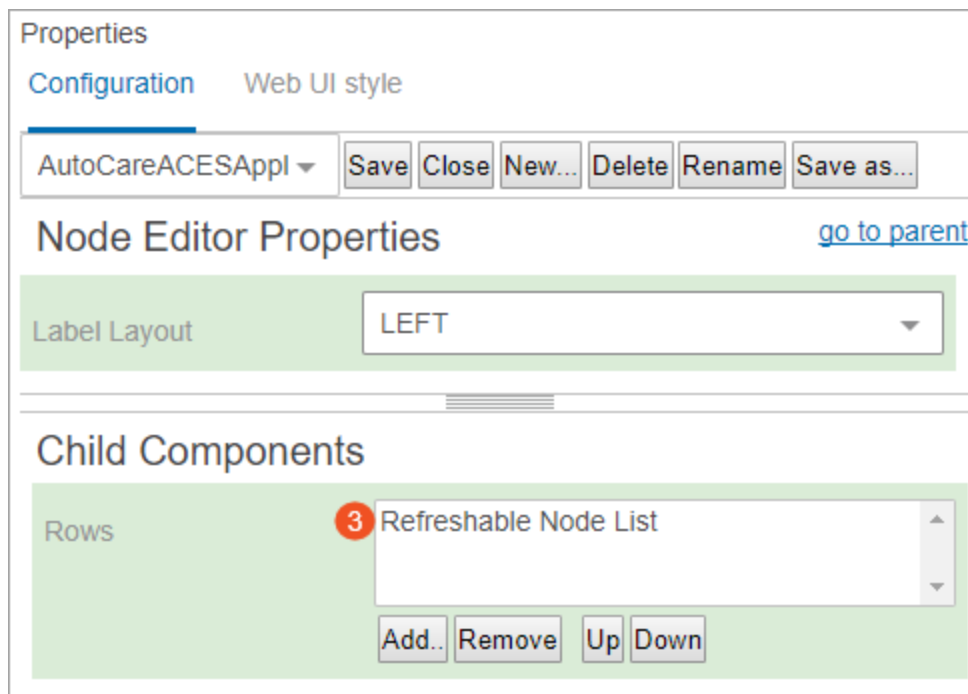 Properties
Configuration Web UI style
AutoCareACESAppl Save Close New... Delete Rename Save as...
Node Editor Properties go to parent
Label Layout LEFT
Child Components
Rows 3 Refreshable Node List
Add.. Remove Up Down